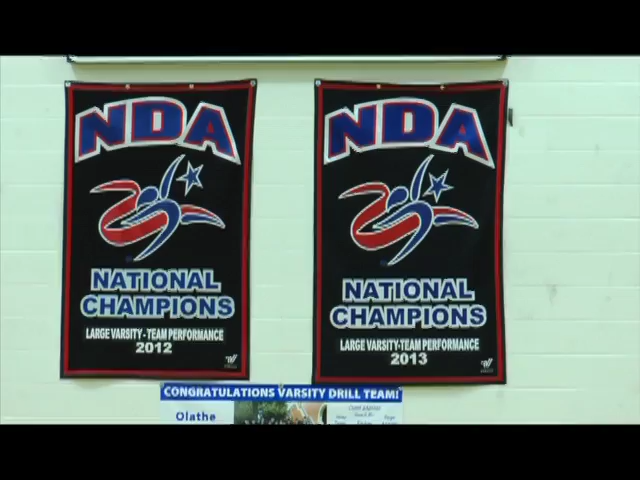 NDA
NATIONAL
CHAMPIONS
LARGE VARSITY - TEAM PERFORMANCE
2012
NDA
NATIONAL
CHAMPIONS
LARGE VARSITY-TEAM PERFORMANCE
2013
CONGRATULATIONS VARSITY DRILL TEAM!
Olathe